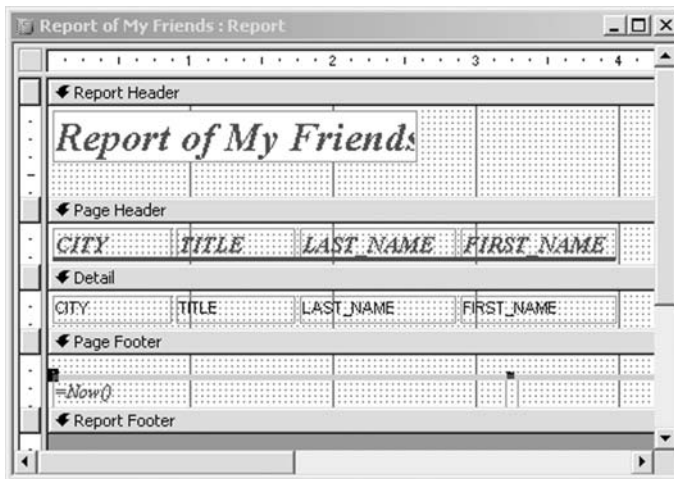 Report of My Friends : Report
1 2 3 4
Report Header
Report of My Friends
Page Header
CITY TITLE LAST_NAME FIRST_NAME
Detail
CITY TITLE LAST_NAME FIRST_NAME
Page Footer
=Now()
Report Footer